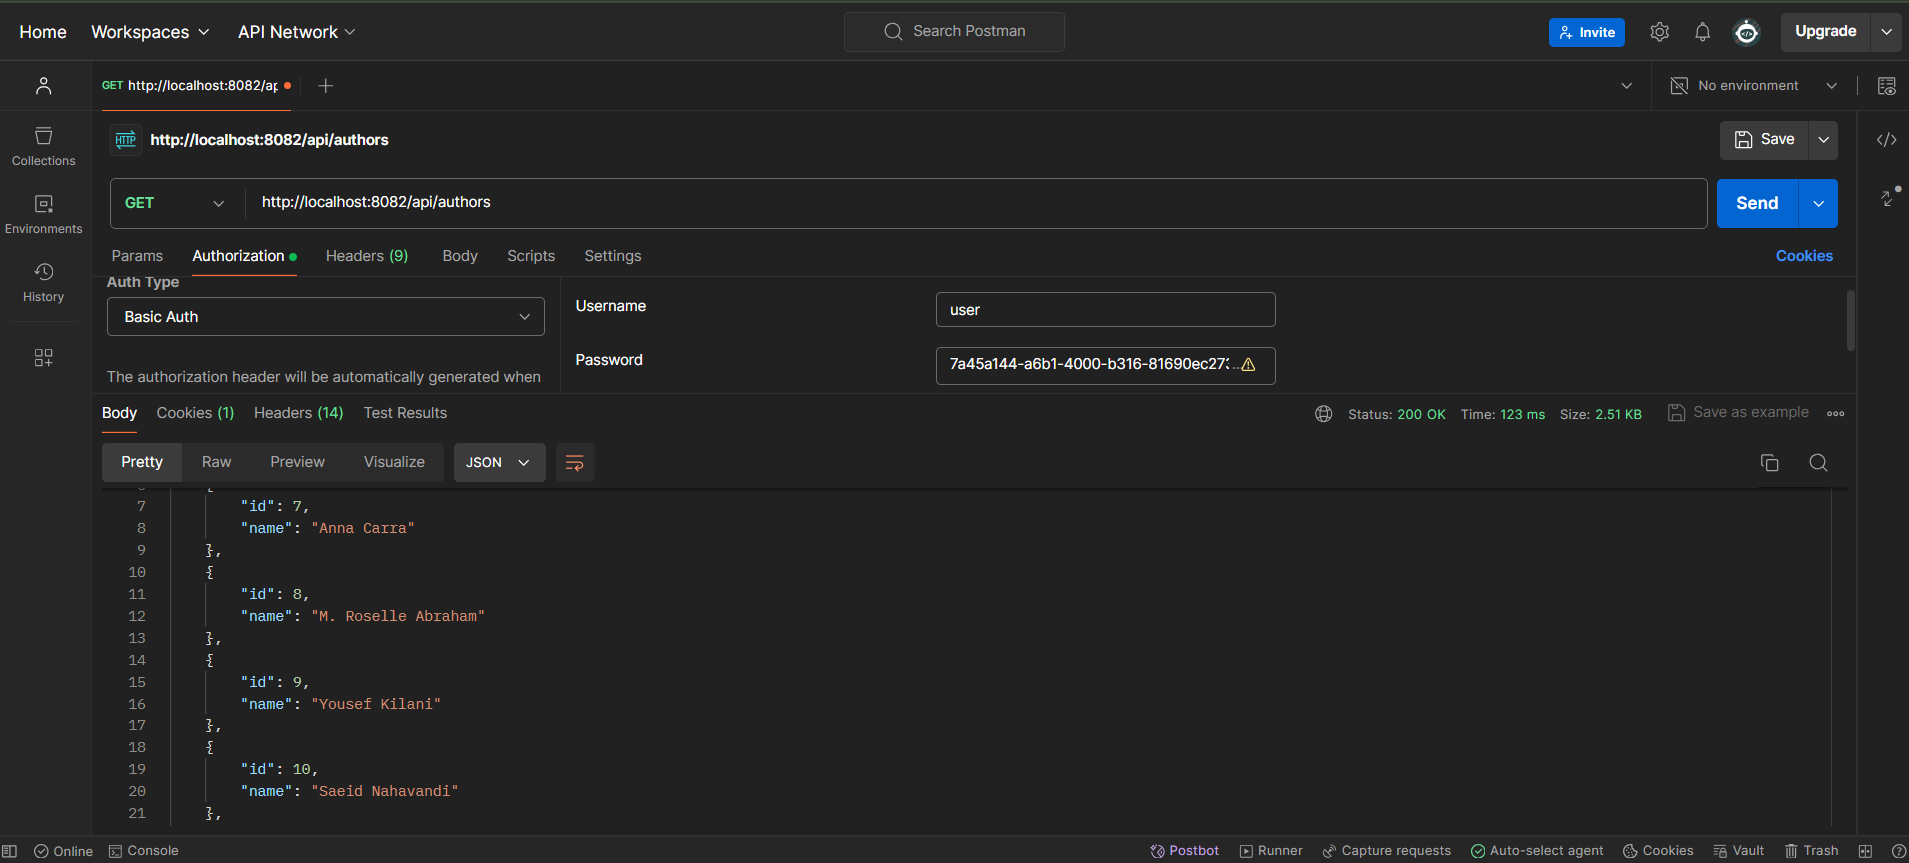 Home Workspaces API Network Search Postman Invite Upgrade
GET http://localhost:8082/ap No environment
HTTP http://localhost:8082/api/authors Save
Collections
GET http://localhost:8082/api/authors Send
Environments
Params Authorization Headers (9) Body Scripts Settings Cookies
History
Auth Type
Basic Auth
Username user
Password 7a45a144-a6b1-4000-b316-81690ec27...
The authorization header will be automatically generated when
Body Cookies (1) Headers (14) Test Results Status: 200 OK Time: 123 ms Size: 2.51 KB Save as example
Pretty Raw Preview Visualize JSON
{
7 "id": 7,
8 "name": "Anna Carra"
9 },
10 {
11 "id": 8,
12 "name": "M. Roselle Abraham"
13 },
14 {
15 "id": 9,
16 "name": "Yousef Kilani"
17 },
18 {
19 "id": 10,
20 "name": "Saeid Nahavandi"
21 },
Online Console Postbot Runner Capture requests Auto-select agent Cookies Vault Trash